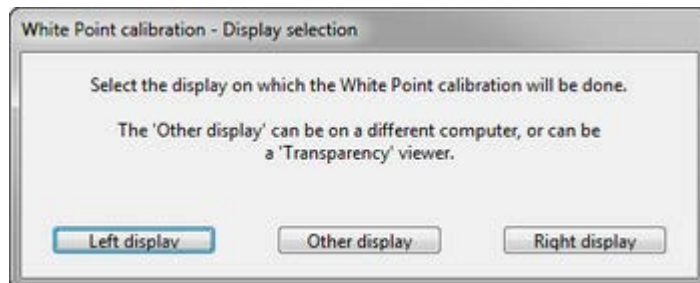 White Point calibration - Display selection
Select the display on which the White Point calibration will be done.
The 'Other display' can be on a different computer, or can be
a 'Transparency' viewer.
Left display
Other display
Right display